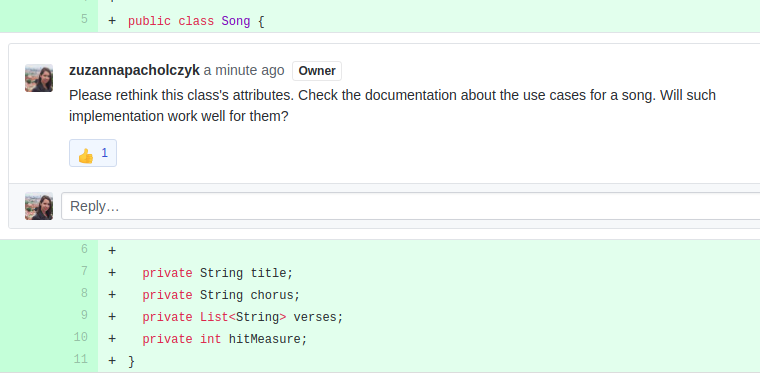 5 + public class Song {
zuzannapacholczyk a minute ago Owner
Please rethink this class's attributes. Check the documentation about the use cases for a song. Will such
implementation work well for them?
👍 1
Reply…
6 +
7 + private String title;
8 + private String chorus;
9 + private List<String> verses;
10 + private int hitMeasure;
11 + }